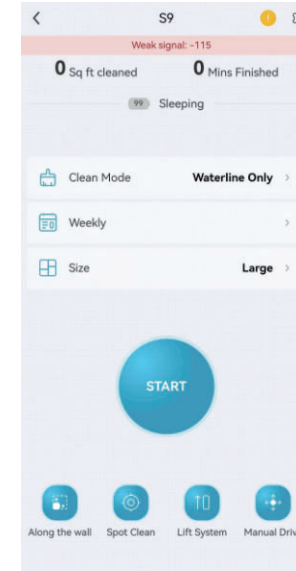 S9
Weak signal: -115
0 Sq ft cleaned 0 Mins Finished
99 Sleeping
Clean Mode Waterline Only
Weekly
Size Large
START
Along the wall Spot Clean Lift System Manual Driv